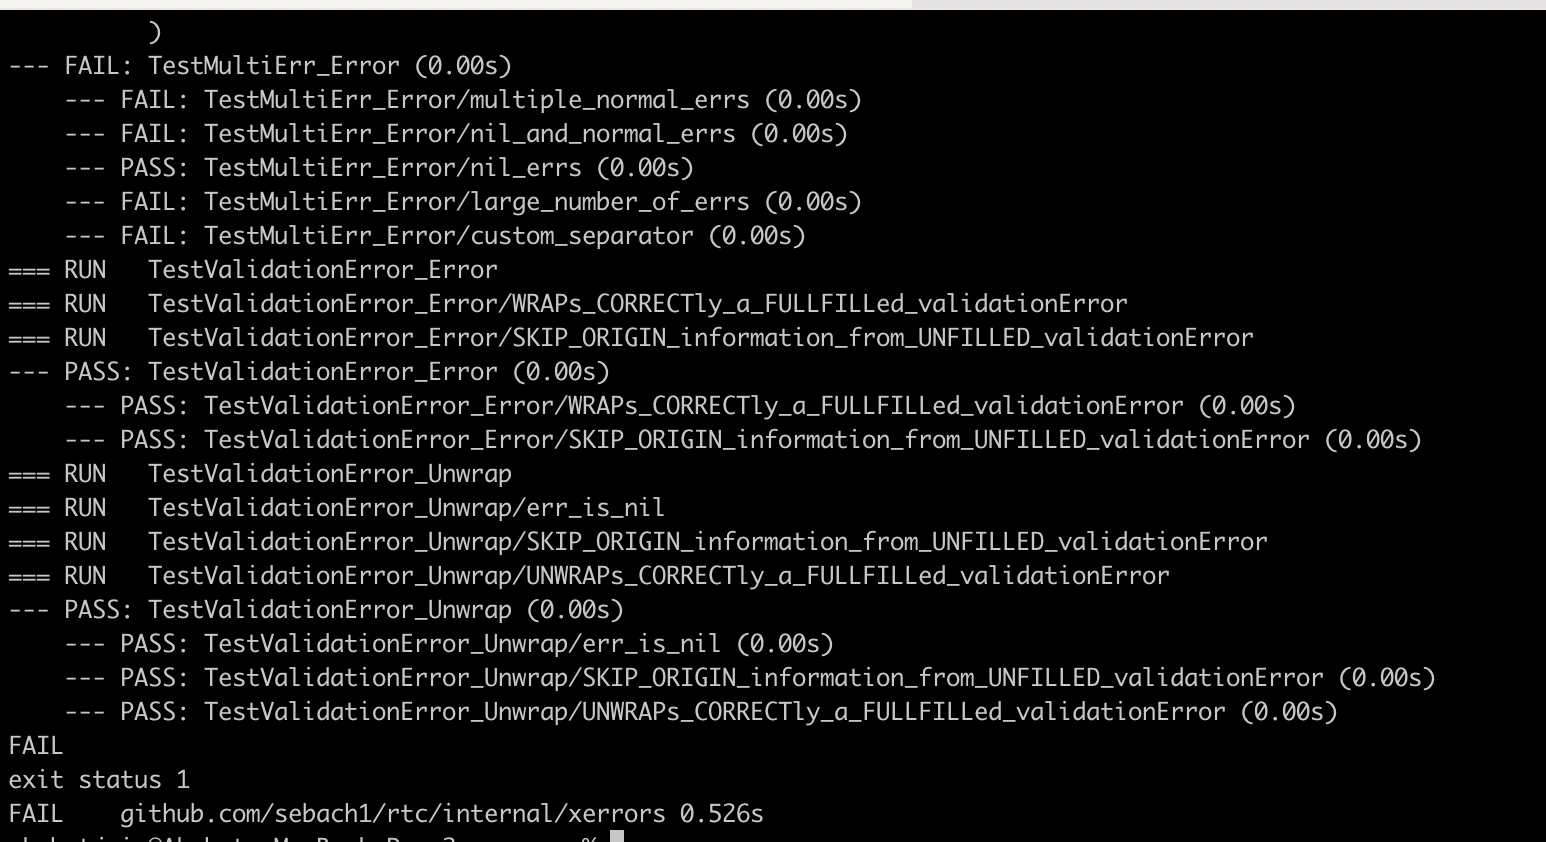 )
--- FAIL: TestMultiErr_Error (0.00s)
--- FAIL: TestMultiErr_Error/multiple_normal_errs (0.00s)
--- FAIL: TestMultiErr_Error/nil_and_normal_errs (0.00s)
--- PASS: TestMultiErr_Error/nil_errs (0.00s)
--- FAIL: TestMultiErr_Error/large_number_of_errs (0.00s)
--- FAIL: TestMultiErr_Error/custom_separator (0.00s)
=== RUN   TestValidationError_Error
=== RUN   TestValidationError_Error/WRAPs_CORRECTly_a_FULLFILLed_validationError
=== RUN   TestValidationError_Error/SKIP_ORIGIN_information_from_UNFILLED_validationError
--- PASS: TestValidationError_Error (0.00s)
--- PASS: TestValidationError_Error/WRAPs_CORRECTly_a_FULLFILLed_validationError (0.00s)
--- PASS: TestValidationError_Error/SKIP_ORIGIN_information_from_UNFILLED_validationError (0.00s)
=== RUN   TestValidationError_Unwrap
=== RUN   TestValidationError_Unwrap/err_is_nil
=== RUN   TestValidationError_Unwrap/SKIP_ORIGIN_information_from_UNFILLED_validationError
=== RUN   TestValidationError_Unwrap/UNWRAPs_CORRECTly_a_FULLFILLed_validationError
--- PASS: TestValidationError_Unwrap (0.00s)
--- PASS: TestValidationError_Unwrap/err_is_nil (0.00s)
--- PASS: TestValidationError_Unwrap/SKIP_ORIGIN_information_from_UNFILLED_validationError (0.00s)
--- PASS: TestValidationError_Unwrap/UNWRAPs_CORRECTly_a_FULLFILLed_validationError (0.00s)
FAIL
exit status 1
FAIL    github.com/sebach1/rtc/internal/xerrors 0.526s